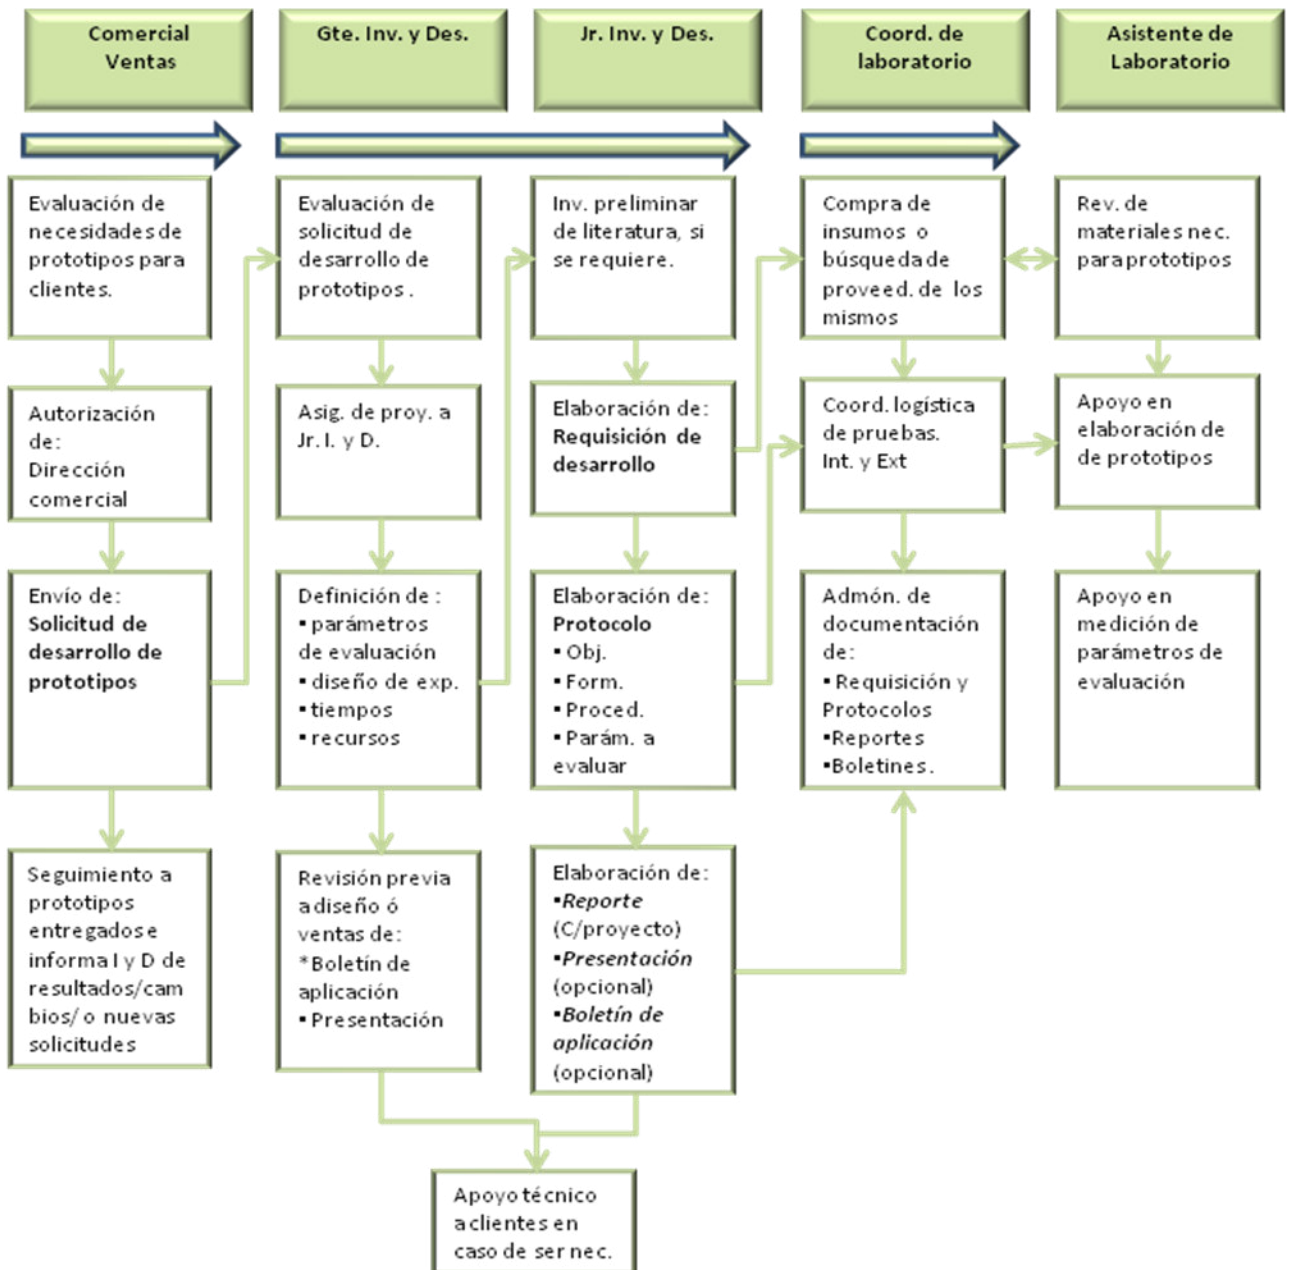 Comercial
Ventas
Gte. Inv. y Des.
Jr. Inv. y Des.
Coord. de
laboratorio
Asistente de
Laboratorio
Evaluación de
necesidades de
prototipos para
clientes.
Autorización
de:
Dirección
comercial
Envío de:
Solicitud de
desarrollo de
prototipos
Seguimiento a
prototipos
entregados e
informa I y D de
resultados/cam
bios/ o nuevas
solicitudes
Evaluación de
solicitud de
desarrollo de
prototipos .
Asig. de proy. a
Jr. I. y D.
Definición de :
▪ parámetros
de evaluación
▪ diseño de exp.
▪ tiempos
▪ recursos
Revisión previa
a diseño ó
ventas de:
*Boletín de
aplicación
▪ Presentación
Inv. preliminar
de literatura, si
se requiere.
Elaboración de:
Requisición de
desarrollo
Elaboración de:
Protocolo
▪ Obj.
▪ Form.
▪ Proced.
▪ Parám. a
evaluar
Elaboración de:
▪Reporte
(C/proyecto)
▪Presentación
(opcional)
▪Boletín de
aplicación
(opcional)
Apoyo técnico
a clientes en
caso de ser nec.
Compra de
insumos o
búsqueda de
proveed. de los
mismos
Coord. logística
de pruebas.
Int. y Ext
Admón. de
documentación
de:
▪ Requisición y
Protocolos
▪Reportes
▪Boletines.
Rev. de
materiales nec.
para prototipos
Apoyo en
elaboración de
de prototipos
Apoyo en
medición de
parámetros de
evaluación